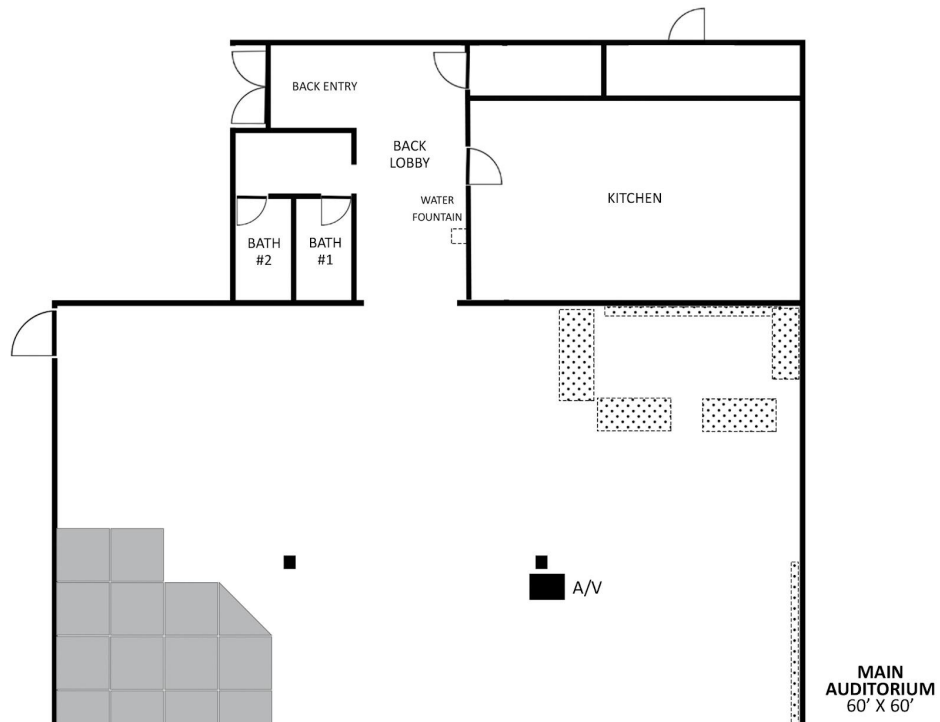 BACK ENTRY
BACK
LOBBY
WATER
FOUNTAIN
KITCHEN
BATH
#2
BATH
#1
A/V
MAIN
AUDITORIUM
60’ X 60’